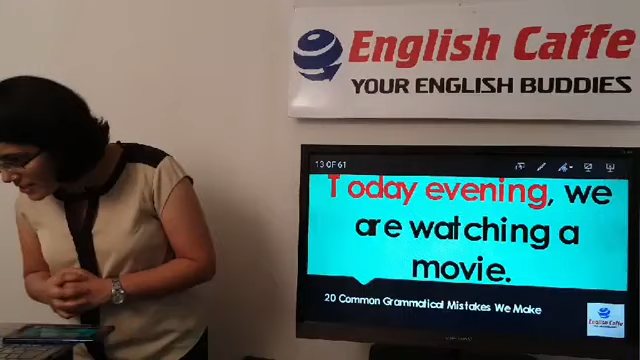 English Caffe
YOUR ENGLISH BUDDIES
13 OF 61
Today evening, we
are watching a
movie.
20 Common Grammatical Mistakes We Make
English Caffe